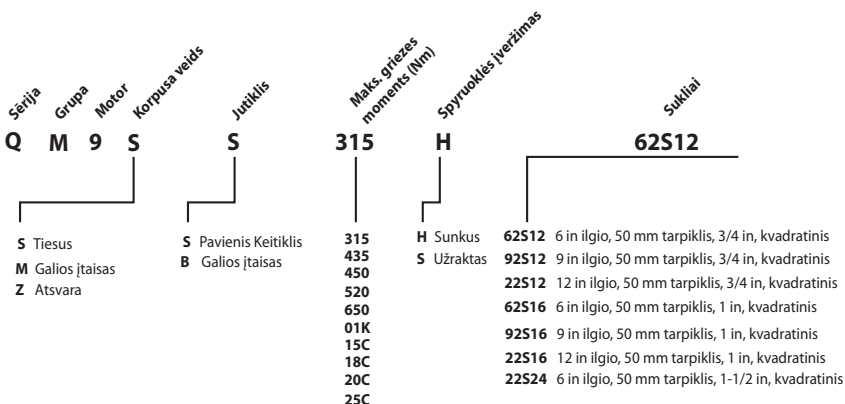 Sērija
Grupa
Motor
Korpusa veids
Jutiklis
Maks. griezes
moments (Nm)
Spyruoklės įveržimas
Sukliai
Q M 9 S S 315 H 62S12
S Tiesus
M Galios įtaisas
Z Atsvara
S Pavienis Keitiklis
B Galios įtaisas
315
435
450
520
650
01K
15C
18C
20C
25C
H Sunkus
S Užraktas
62S12 6 in ilgio, 50 mm tarpiklis, 3/4 in, kvadratinis
92S12 9 in ilgio, 50 mm tarpiklis, 3/4 in, kvadratinis
22S12 12 in ilgio, 50 mm tarpiklis, 3/4 in, kvadratinis
62S16 6 in ilgio, 50 mm tarpiklis, 1 in, kvadratinis
92S16 9 in ilgio, 50 mm tarpiklis, 1 in, kvadratinis
22S16 12 in ilgio, 50 mm tarpiklis, 1 in, kvadratinis
22S24 6 in ilgio, 50 mm tarpiklis, 1-1/2 in, kvadratinis